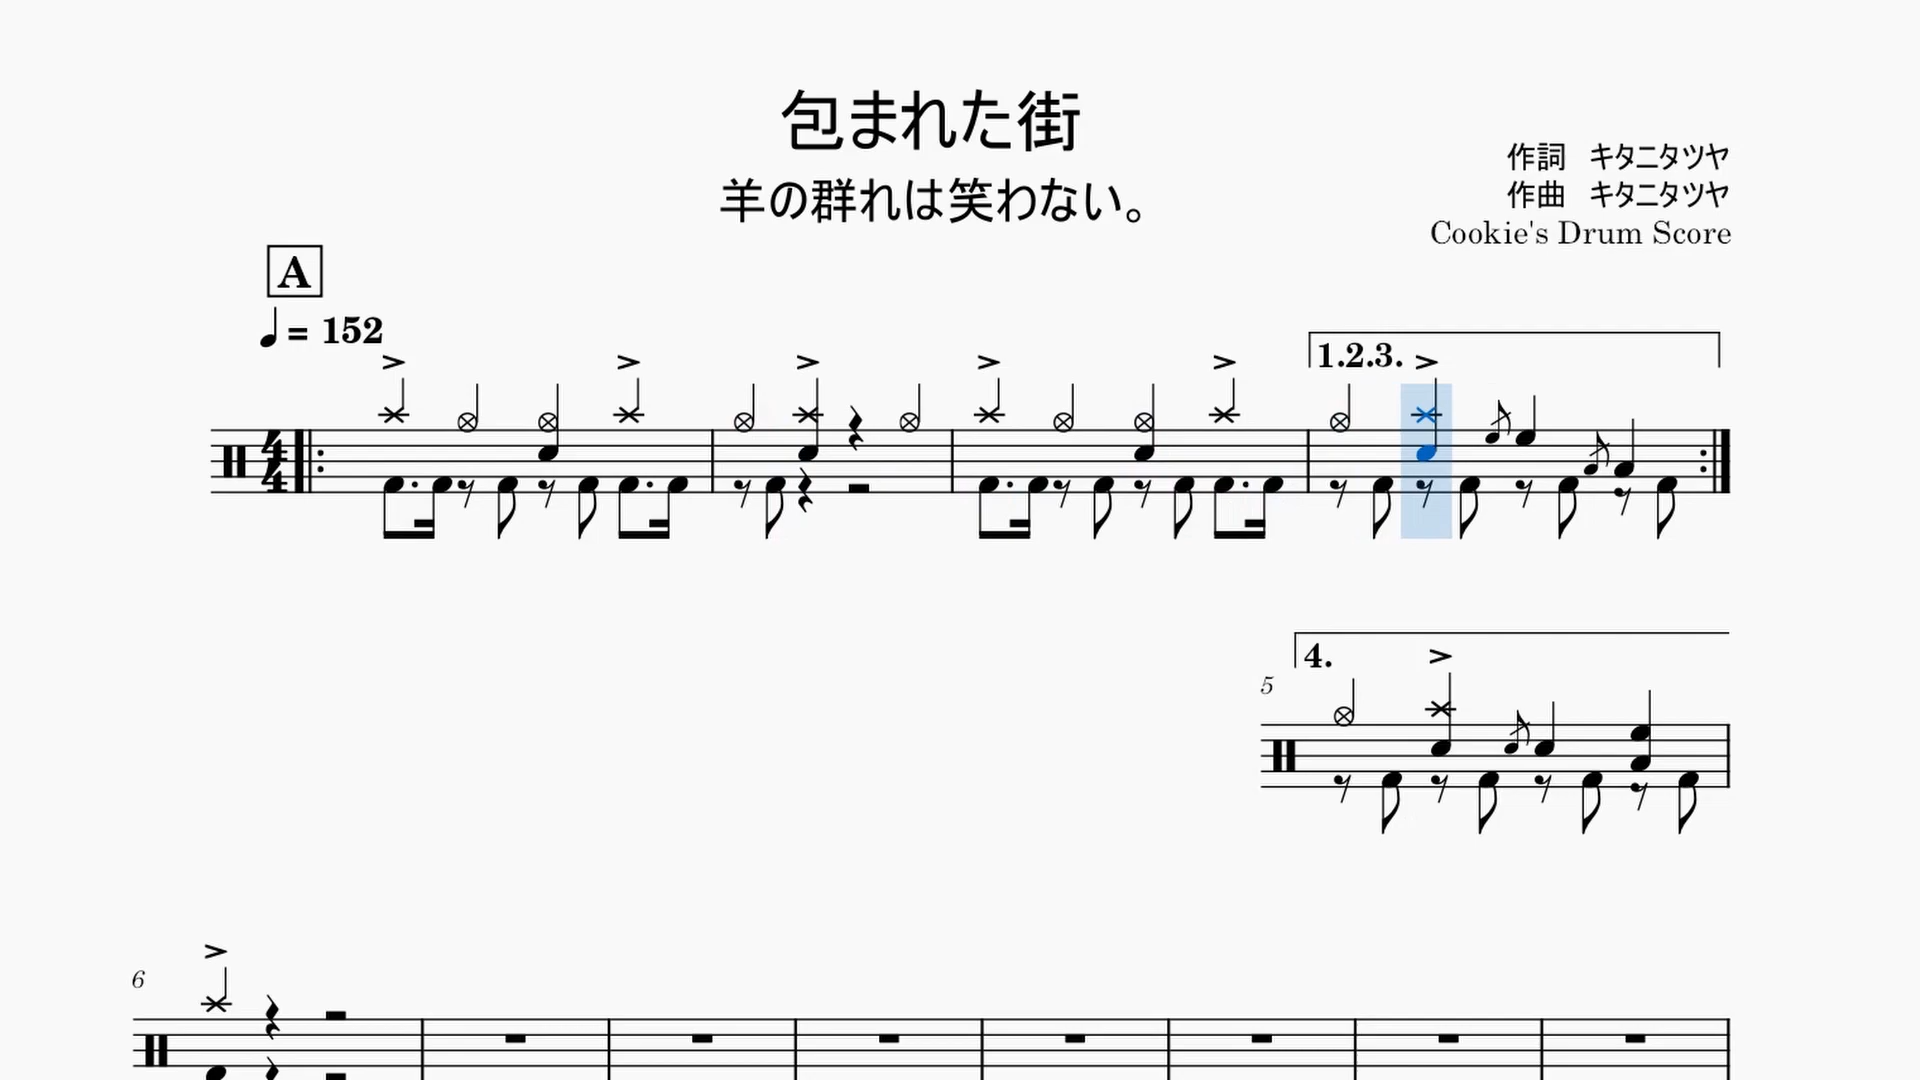 包まれた街
羊の群れは笑わない。
作詞　キタニタツヤ
作曲　キタニタツヤ
Cookie's Drum Score
A
= 152
1.2.3.
4.
5
6